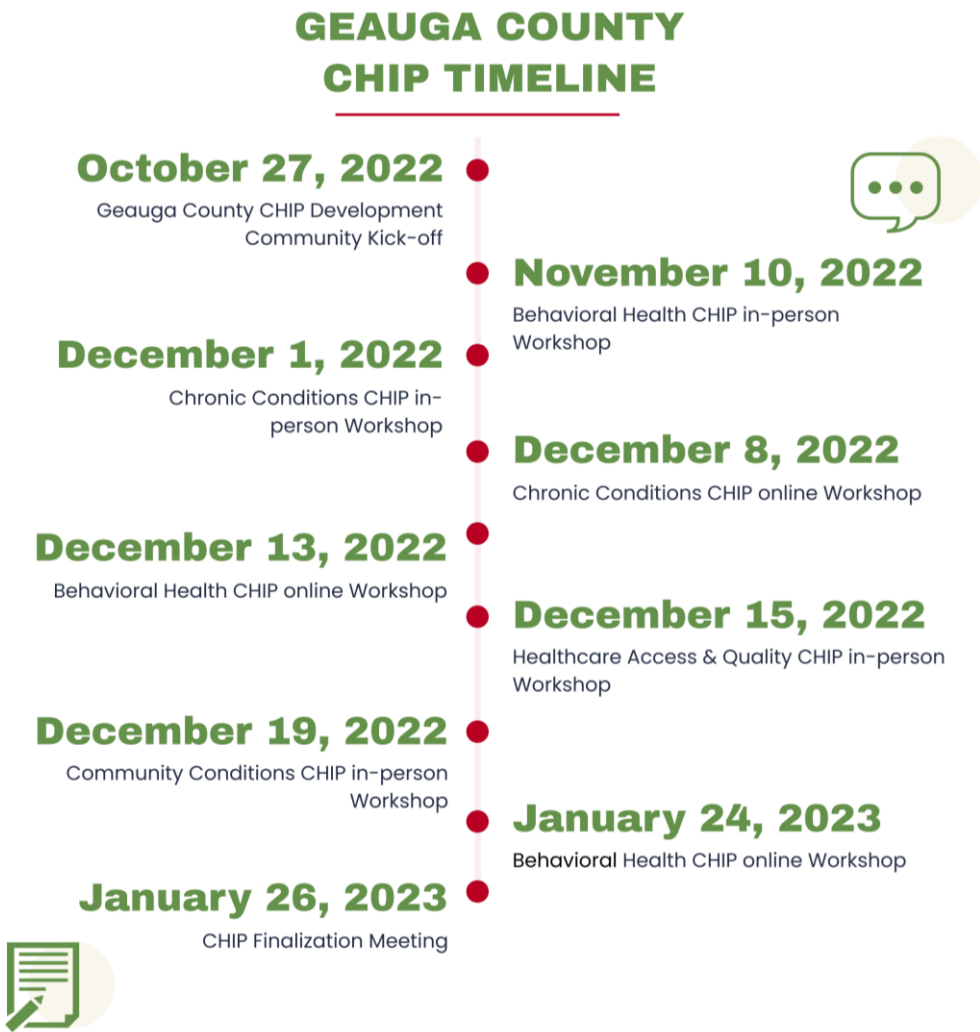 GEAUGA COUNTY
CHIP TIMELINE
October 27, 2022
Geauga County CHIP Development
Community Kick-off
November 10, 2022
Behavioral Health CHIP in-person
Workshop
December 1, 2022
Chronic Conditions CHIP in-
person Workshop
December 8, 2022
Chronic Conditions CHIP online Workshop
December 13, 2022
Behavioral Health CHIP online Workshop
December 15, 2022
Healthcare Access & Quality CHIP in-person
Workshop
December 19, 2022
Community Conditions CHIP in-person
Workshop
January 24, 2023
Behavioral Health CHIP online Workshop
January 26, 2023
CHIP Finalization Meeting